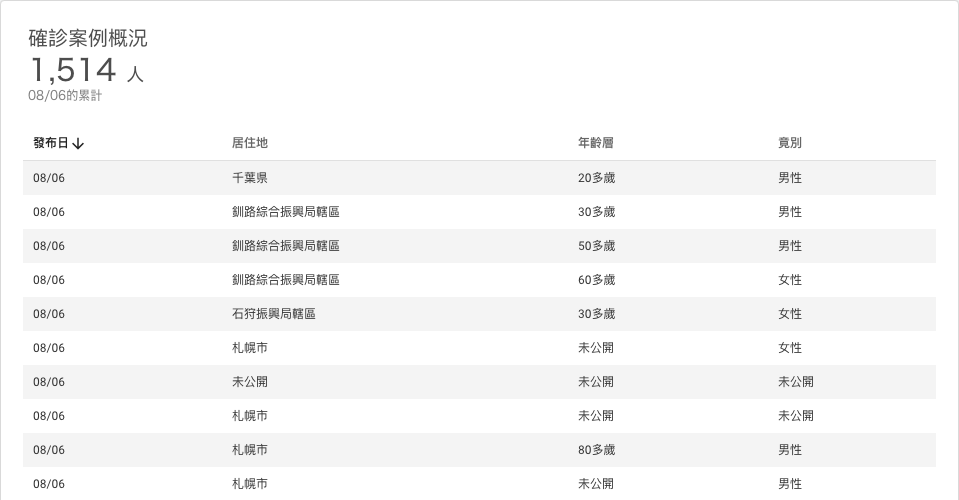 確診案例概況
1,514 人
08/06的累計
發布日↓ 居住地 年齡層 竟別
08/06 千葉県 20多歲 男性
08/06 釧路綜合振興局轄區 30多歲 男性
08/06 釧路綜合振興局轄區 50多歲 男性
08/06 釧路綜合振興局轄區 60多歲 女性
08/06 石狩振興局轄區 30多歲 女性
08/06 札幌市 未公開 女性
08/06 未公開 未公開 未公開
08/06 札幌市 未公開 未公開
08/06 札幌市 80多歲 男性
08/06 札幌市 未公開 男性